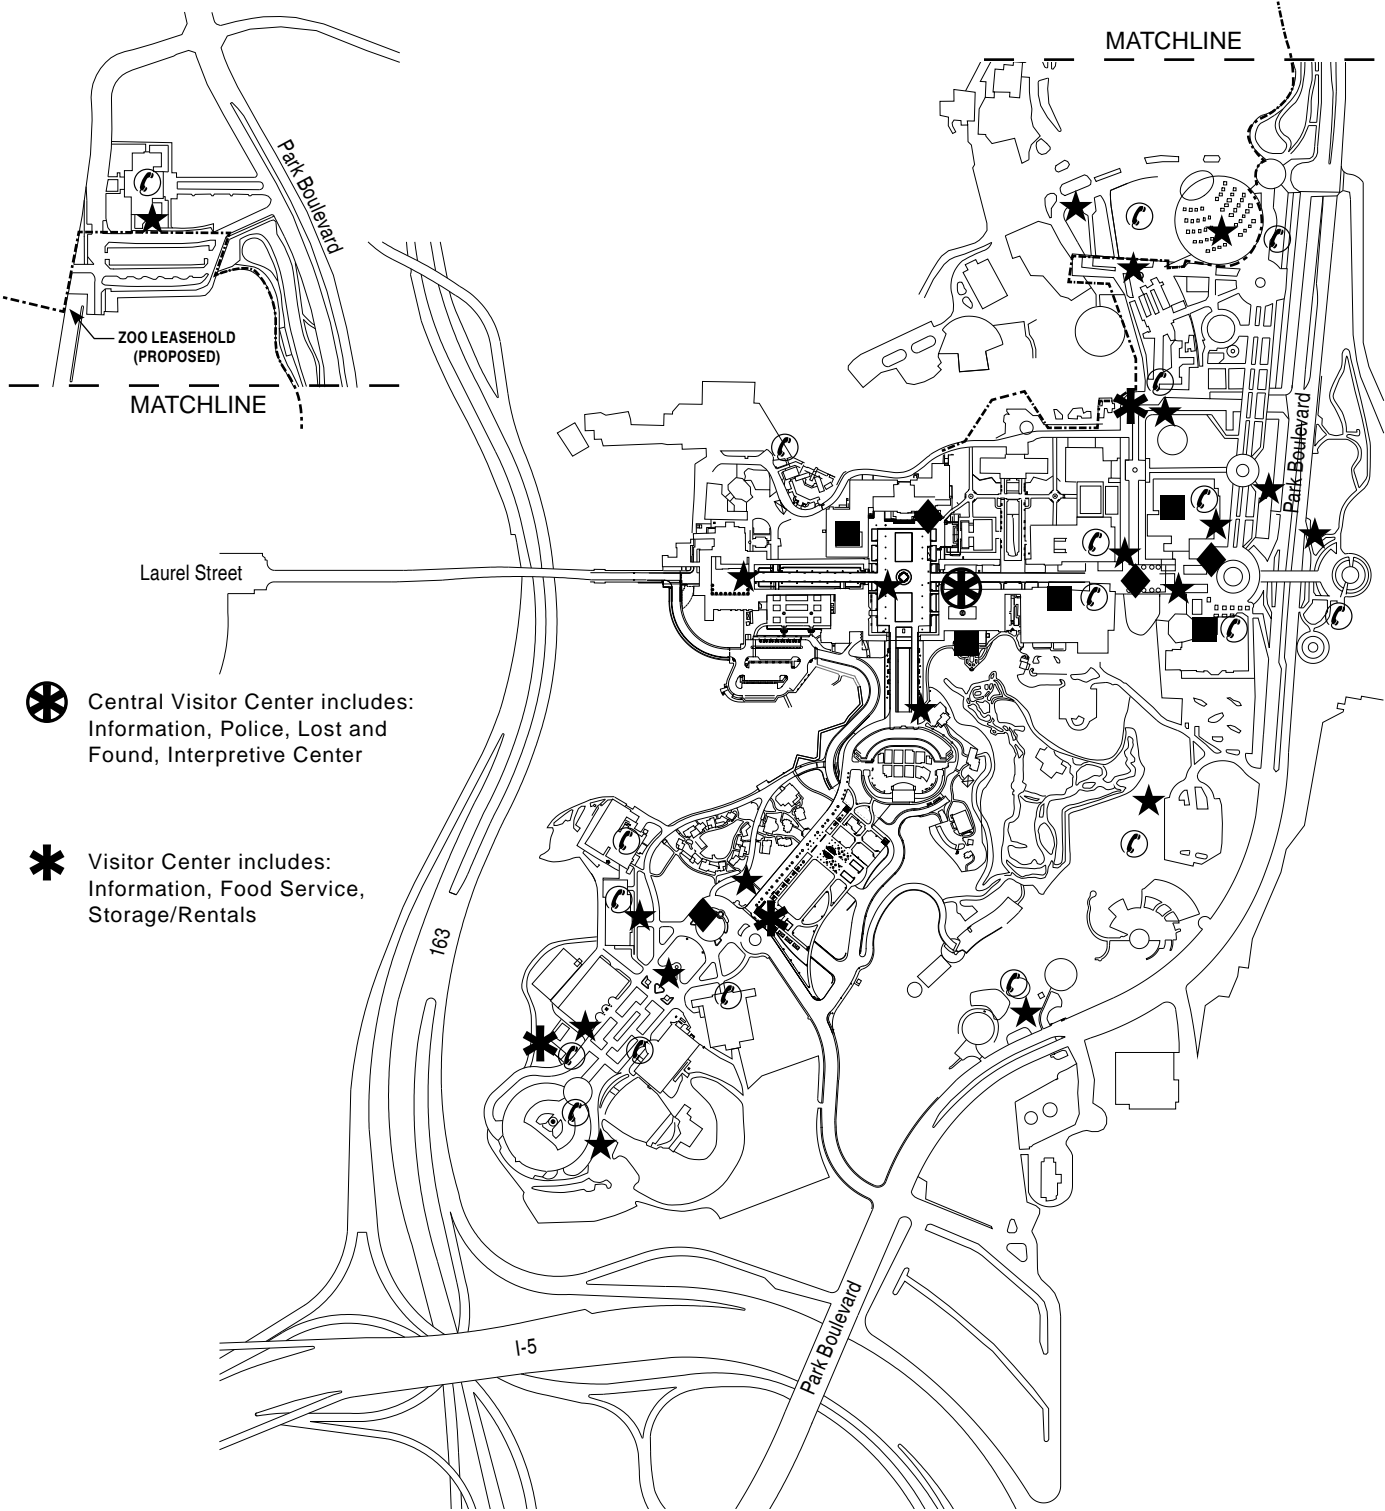 MATCHLINE
Park Boulevard
ZOO LEASEHOLD
(PROPOSED)
MATCHLINE
Park Boulevard
Laurel Street
Central Visitor Center includes:
Information, Police, Lost and
Found, Interpretive Center
Visitor Center includes:
Information, Food Service,
Storage/Rentals
163
I-5
Park Boulevard